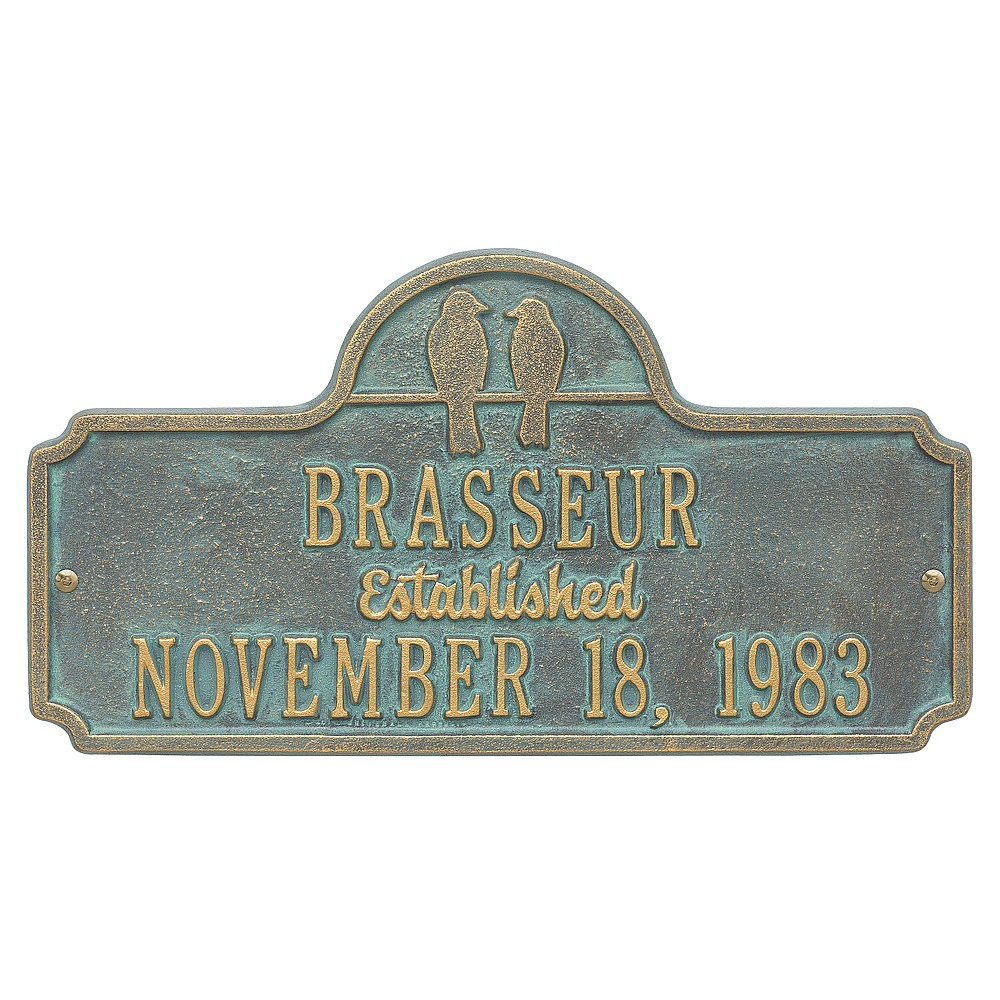 BRASSEUR
Established
NOVEMBER 18, 1983